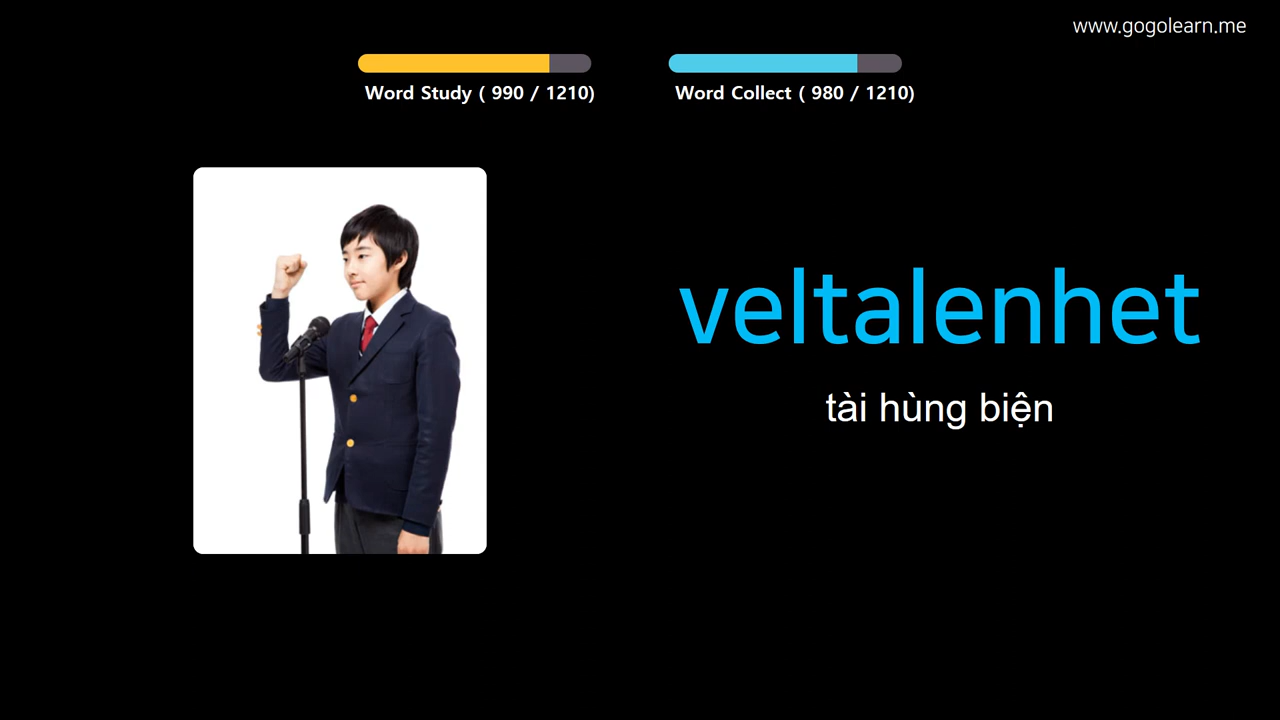 www.gogolearn.me
Word Study ( 990 / 1210)
Word Collect ( 980 / 1210)
veltalenhet
tài hùng biện